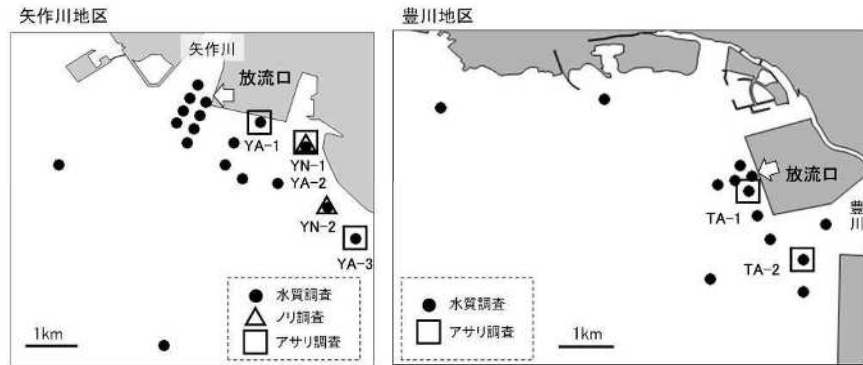 矢作川地区
矢作川
放流口
YA-1
YN-1
YA-2
YN-2
YA-3
水質調査
ノリ調査
アサリ調査
1km
豊川地区
放流口
豊川
TA-1
TA-2
水質調査
アサリ調査
1km